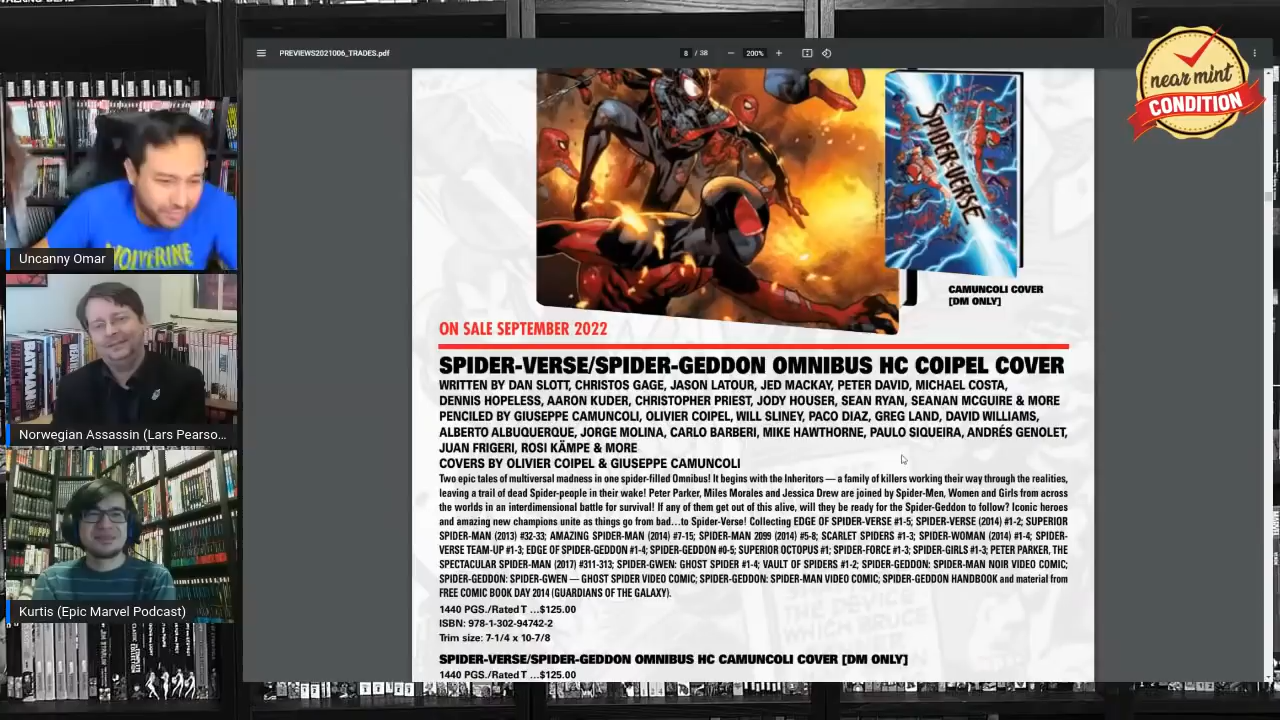 PREVIEWS2021006_TRADES.pdf
8 / 38
200%
near mint
CONDITION
SPIDER-VERSE
CAMUNCOLI COVER
[DM ONLY]
ON SALE SEPTEMBER 2022
SPIDER-VERSE/SPIDER-GEDDON OMNIBUS HC COIPEL COVER
WRITTEN BY DAN SLOTT, CHRISTOS GAGE, JASON LATOUR, JED MACKAY, PETER DAVID, MICHAEL COSTA,
DENNIS HOPELESS, AARON KUDER, CHRISTOPHER PRIEST, JODY HOUSER, SEAN RYAN, SEANAN MCGUIRE & MORE
PENCILED BY GIUSEPPE CAMUNCOLI, OLIVIER COIPEL, WILL SLINEY, PACO DIAZ, GREG LAND, DAVID WILLIAMS,
ALBERTO ALBUQUERQUE, JORGE MOLINA, CARLO BARBERI, MIKE HAWTHORNE, PAULO SIQUEIRA, ANDRÉS GENOLET,
JUAN FRIGERI, ROSI KÄMPE & MORE
COVERS BY OLIVIER COIPEL & GIUSEPPE CAMUNCOLI
Two epic tales of multiversal madness in one spider-filled Omnibus! It begins with the Inheritors — a family of killers working their way through the realities,
leaving a trail of dead Spider-people in their wake! Peter Parker, Miles Morales and Jessica Drew are joined by Spider-Men, Women and Girls from across
the worlds in an interdimensional battle for survival! If any of them get out of this alive, will they be ready for the Spider-Geddon to follow? Iconic heroes
and amazing new champions unite as things go from bad...to Spider-Verse! Collecting EDGE OF SPIDER-VERSE #1-5; SPIDER-VERSE (2014) #1-2; SUPERIOR
SPIDER-MAN (2013) #32-33; AMAZING SPIDER-MAN (2014) #7-15; SPIDER-MAN 2099 (2014) #5-8; SCARLET SPIDERS #1-3; SPIDER-WOMAN (2014) #1-4; SPIDER-
VERSE TEAM-UP #1-3; EDGE OF SPIDER-GEDDON #1-4; SPIDER-GEDDON #0-5; SUPERIOR OCTOPUS #1; SPIDER-FORCE #1-3; SPIDER-GIRLS #1-3; PETER PARKER, THE
SPECTACULAR SPIDER-MAN (2017) #311-313; SPIDER-GWEN: GHOST SPIDER #1-4; VAULT OF SPIDERS #1-2; SPIDER-GEDDON: SPIDER-MAN NOIR VIDEO COMIC;
SPIDER-GEDDON: SPIDER-GWEN — GHOST SPIDER VIDEO COMIC; SPIDER-GEDDON: SPIDER-MAN VIDEO COMIC; SPIDER-GEDDON HANDBOOK and material from
FREE COMIC BOOK DAY 2014 (GUARDIANS OF THE GALAXY).
1440 PGS./Rated T ...$125.00
ISBN: 978-1-302-94742-2
Trim size: 7-1/4 x 10-7/8
SPIDER-VERSE/SPIDER-GEDDON OMNIBUS HC CAMUNCOLI COVER [DM ONLY]
1440 PGS./Rated T ...$125.00
WOLVERINE
Uncanny Omar
BATMAN
Norwegian Assassin (Lars Pearso...
Kurtis (Epic Marvel Podcast)